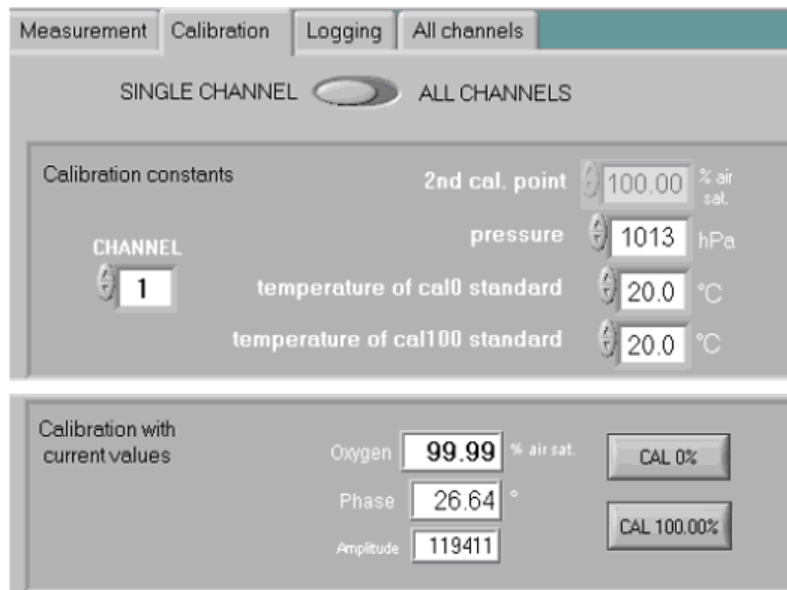 Measurement Calibration Logging All channels
SINGLE CHANNEL ALL CHANNELS
Calibration constants
2nd cal. point 100.00 % air sat.
pressure 1013 hPa
CHANNEL
1
temperature of cal0 standard 20.0 °C
temperature of cal100 standard 20.0 °C
Calibration with
current values
Oxygen 99.99 % air sat.
CAL 0%
Phase 26.64 °
Amplitude 119411
CAL 100.00%